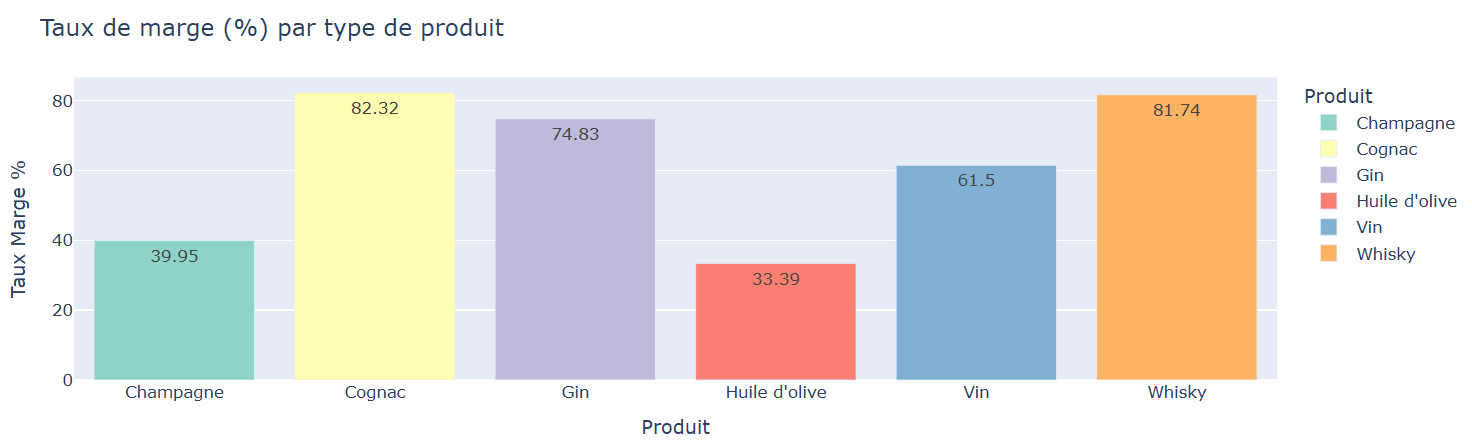 Taux de marge (%) par type de produit
Taux Marge %
80
60
40
20
0
39.95
82.32
74.83
33.39
61.5
81.74
Champagne
Cognac
Gin
Huile d'olive
Vin
Whisky
Produit
Produit
Champagne
Cognac
Gin
Huile d'olive
Vin
Whisky